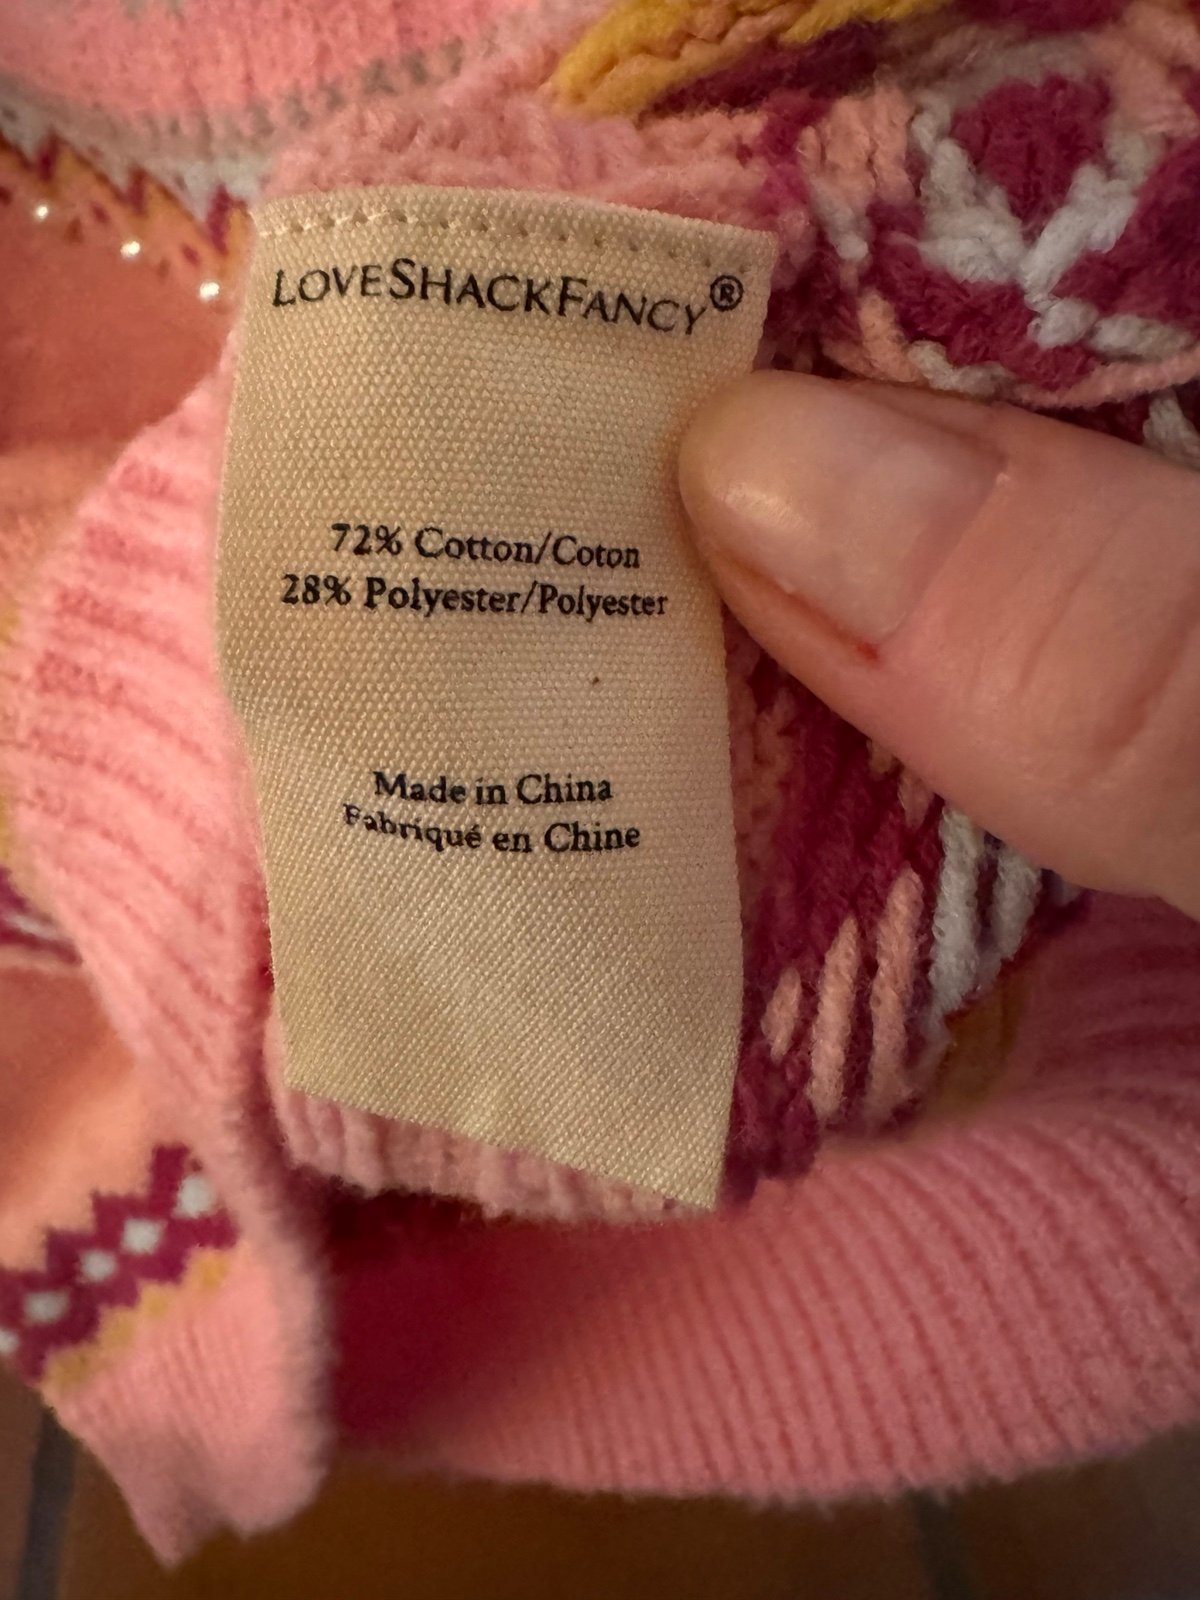 LOVESHACKFANCY®
72% Cotton/Coton
28% Polyester/Polyester
Made in China
Fabriqué en Chine